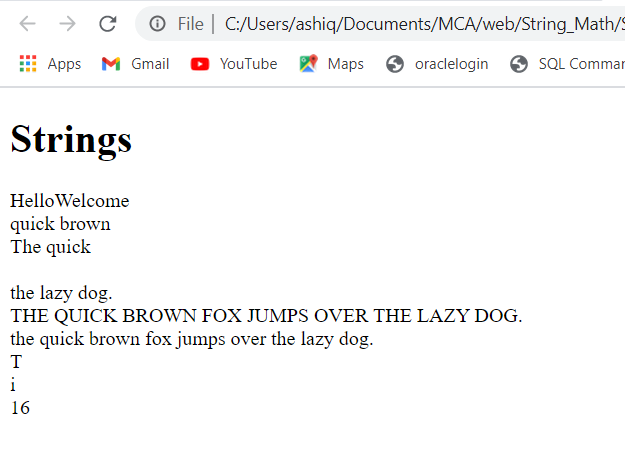 File | C:/Users/ashiq/Documents/MCA/web/String_Math/
Apps Gmail YouTube Maps oraclelogin SQL Commar
Strings
HelloWelcome
quick brown
The quick
the lazy dog.
THE QUICK BROWN FOX JUMPS OVER THE LAZY DOG.
the quick brown fox jumps over the lazy dog.
T
i
16